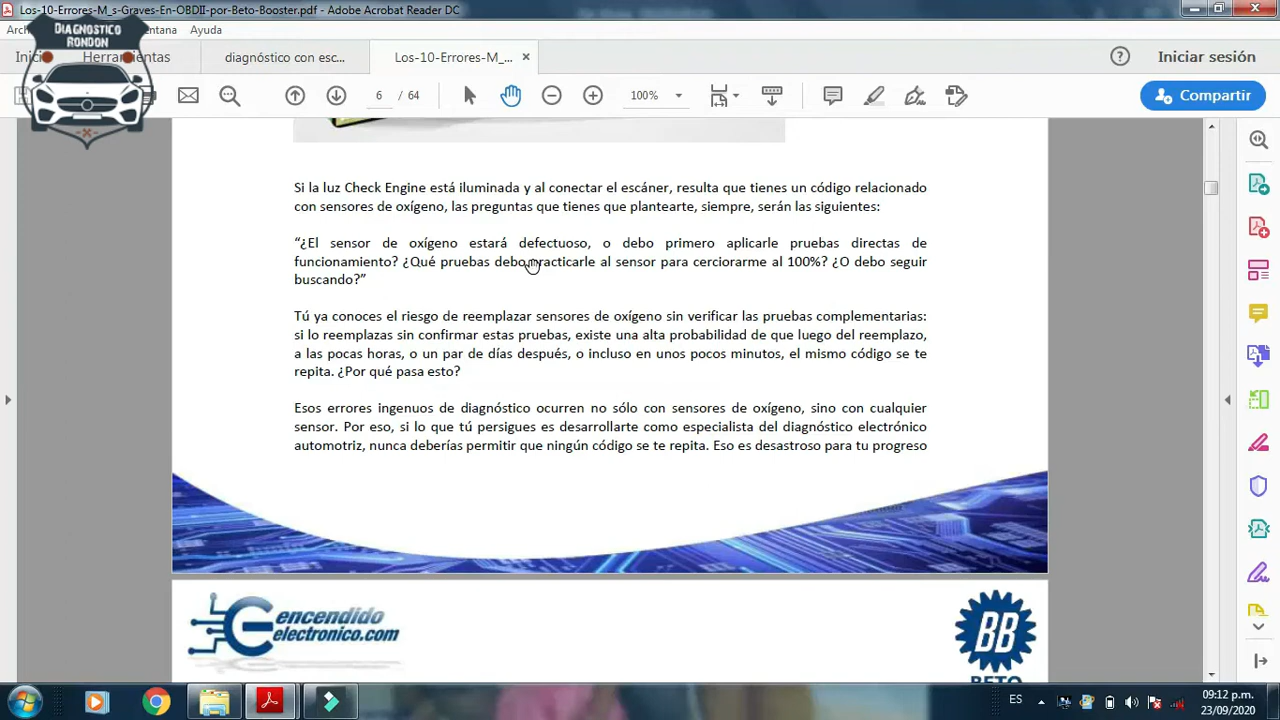 Los-10-Errores-M_s-Graves-En-OBDII-por-Beto-Booster.pdf - Adobe Acrobat Reader DC
DIAGNOSTICO
RONDON
Ayuda
Herramientas
diagnóstico con esc...
Los-10-Errores-M_...
Iniciar sesión
6 / 64
100%
Compartir
Si la luz Check Engine está iluminada y al conectar el escáner, resulta que tienes un código relacionado
con sensores de oxígeno, las preguntas que tienes que plantearte, siempre, serán las siguientes:
“¿El sensor de oxígeno estará defectuoso, o debo primero aplicarle pruebas directas de
funcionamiento? ¿Qué pruebas debo practicarle al sensor para cerciorarme al 100%? ¿O debo seguir
buscando?”
Tú ya conoces el riesgo de reemplazar sensores de oxígeno sin verificar las pruebas complementarias:
si lo reemplazas sin confirmar estas pruebas, existe una alta probabilidad de que luego del reemplazo,
a las pocas horas, o un par de días después, o incluso en unos pocos minutos, el mismo código se te
repita. ¿Por qué pasa esto?
Esos errores ingenuos de diagnóstico ocurren no sólo con sensores de oxígeno, sino con cualquier
sensor. Por eso, si lo que tú persigues es desarrollarte como especialista del diagnóstico electrónico
automotriz, nunca deberías permitir que ningún código se te repita. Eso es desastroso para tu progreso
encendido
electronico.com
BB
BETO
ES
09:12 p.m.
23/09/2020